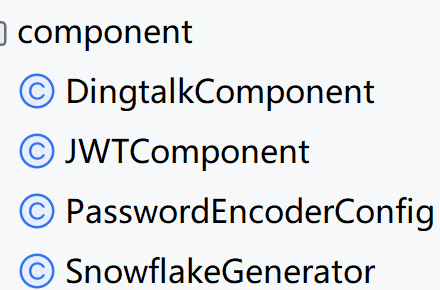 component
DingtalkComponent
JWTComponent
PasswordEncoderConfig
SnowflakeGenerator